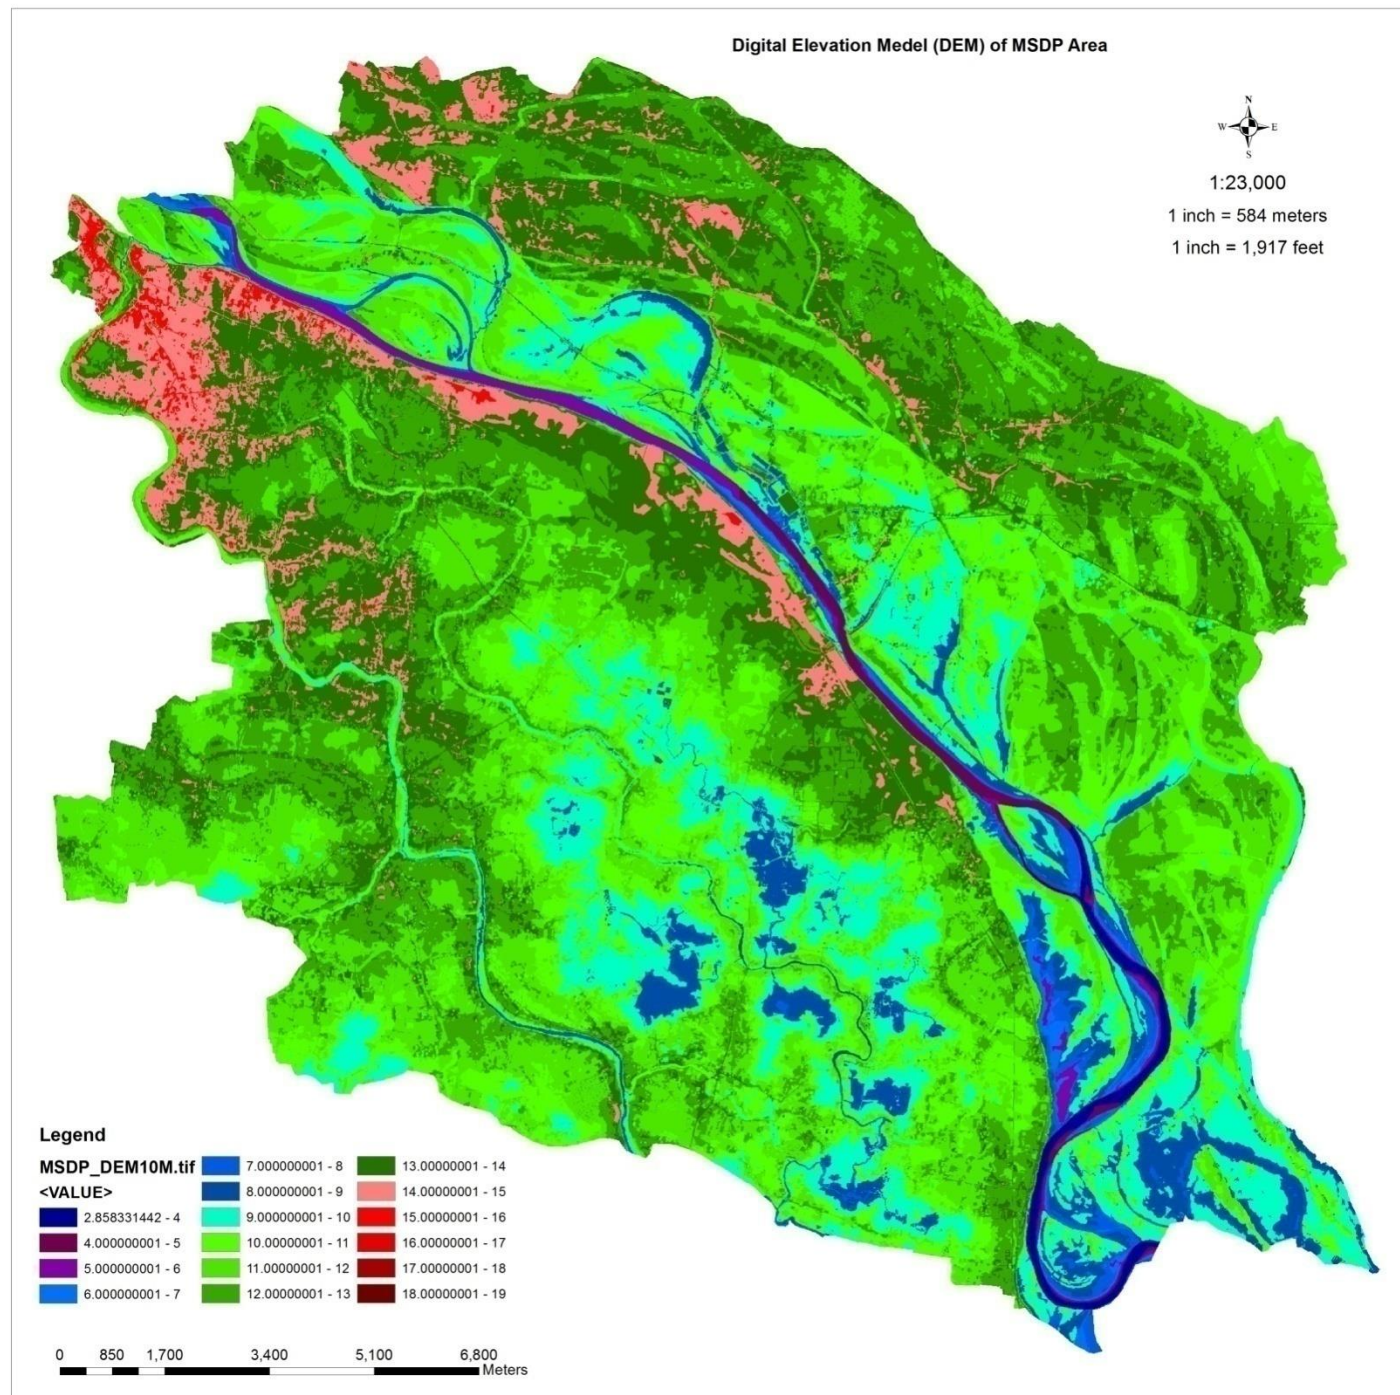 Digital Elevation Medel (DEM) of MSDP Area
N
W E
S
1:23,000
1 inch = 584 meters
1 inch = 1,917 feet
Legend
MSDP_DEM10M.tif
<VALUE>
2.858331442 - 4
4.000000001 - 5
5.000000001 - 6
6.000000001 - 7
7.000000001 - 8
8.000000001 - 9
9.000000001 - 10
10.00000001 - 11
11.00000001 - 12
12.00000001 - 13
13.00000001 - 14
14.00000001 - 15
15.00000001 - 16
16.00000001 - 17
17.00000001 - 18
18.00000001 - 19
0 850 1,700 3,400 5,100 6,800
Meters